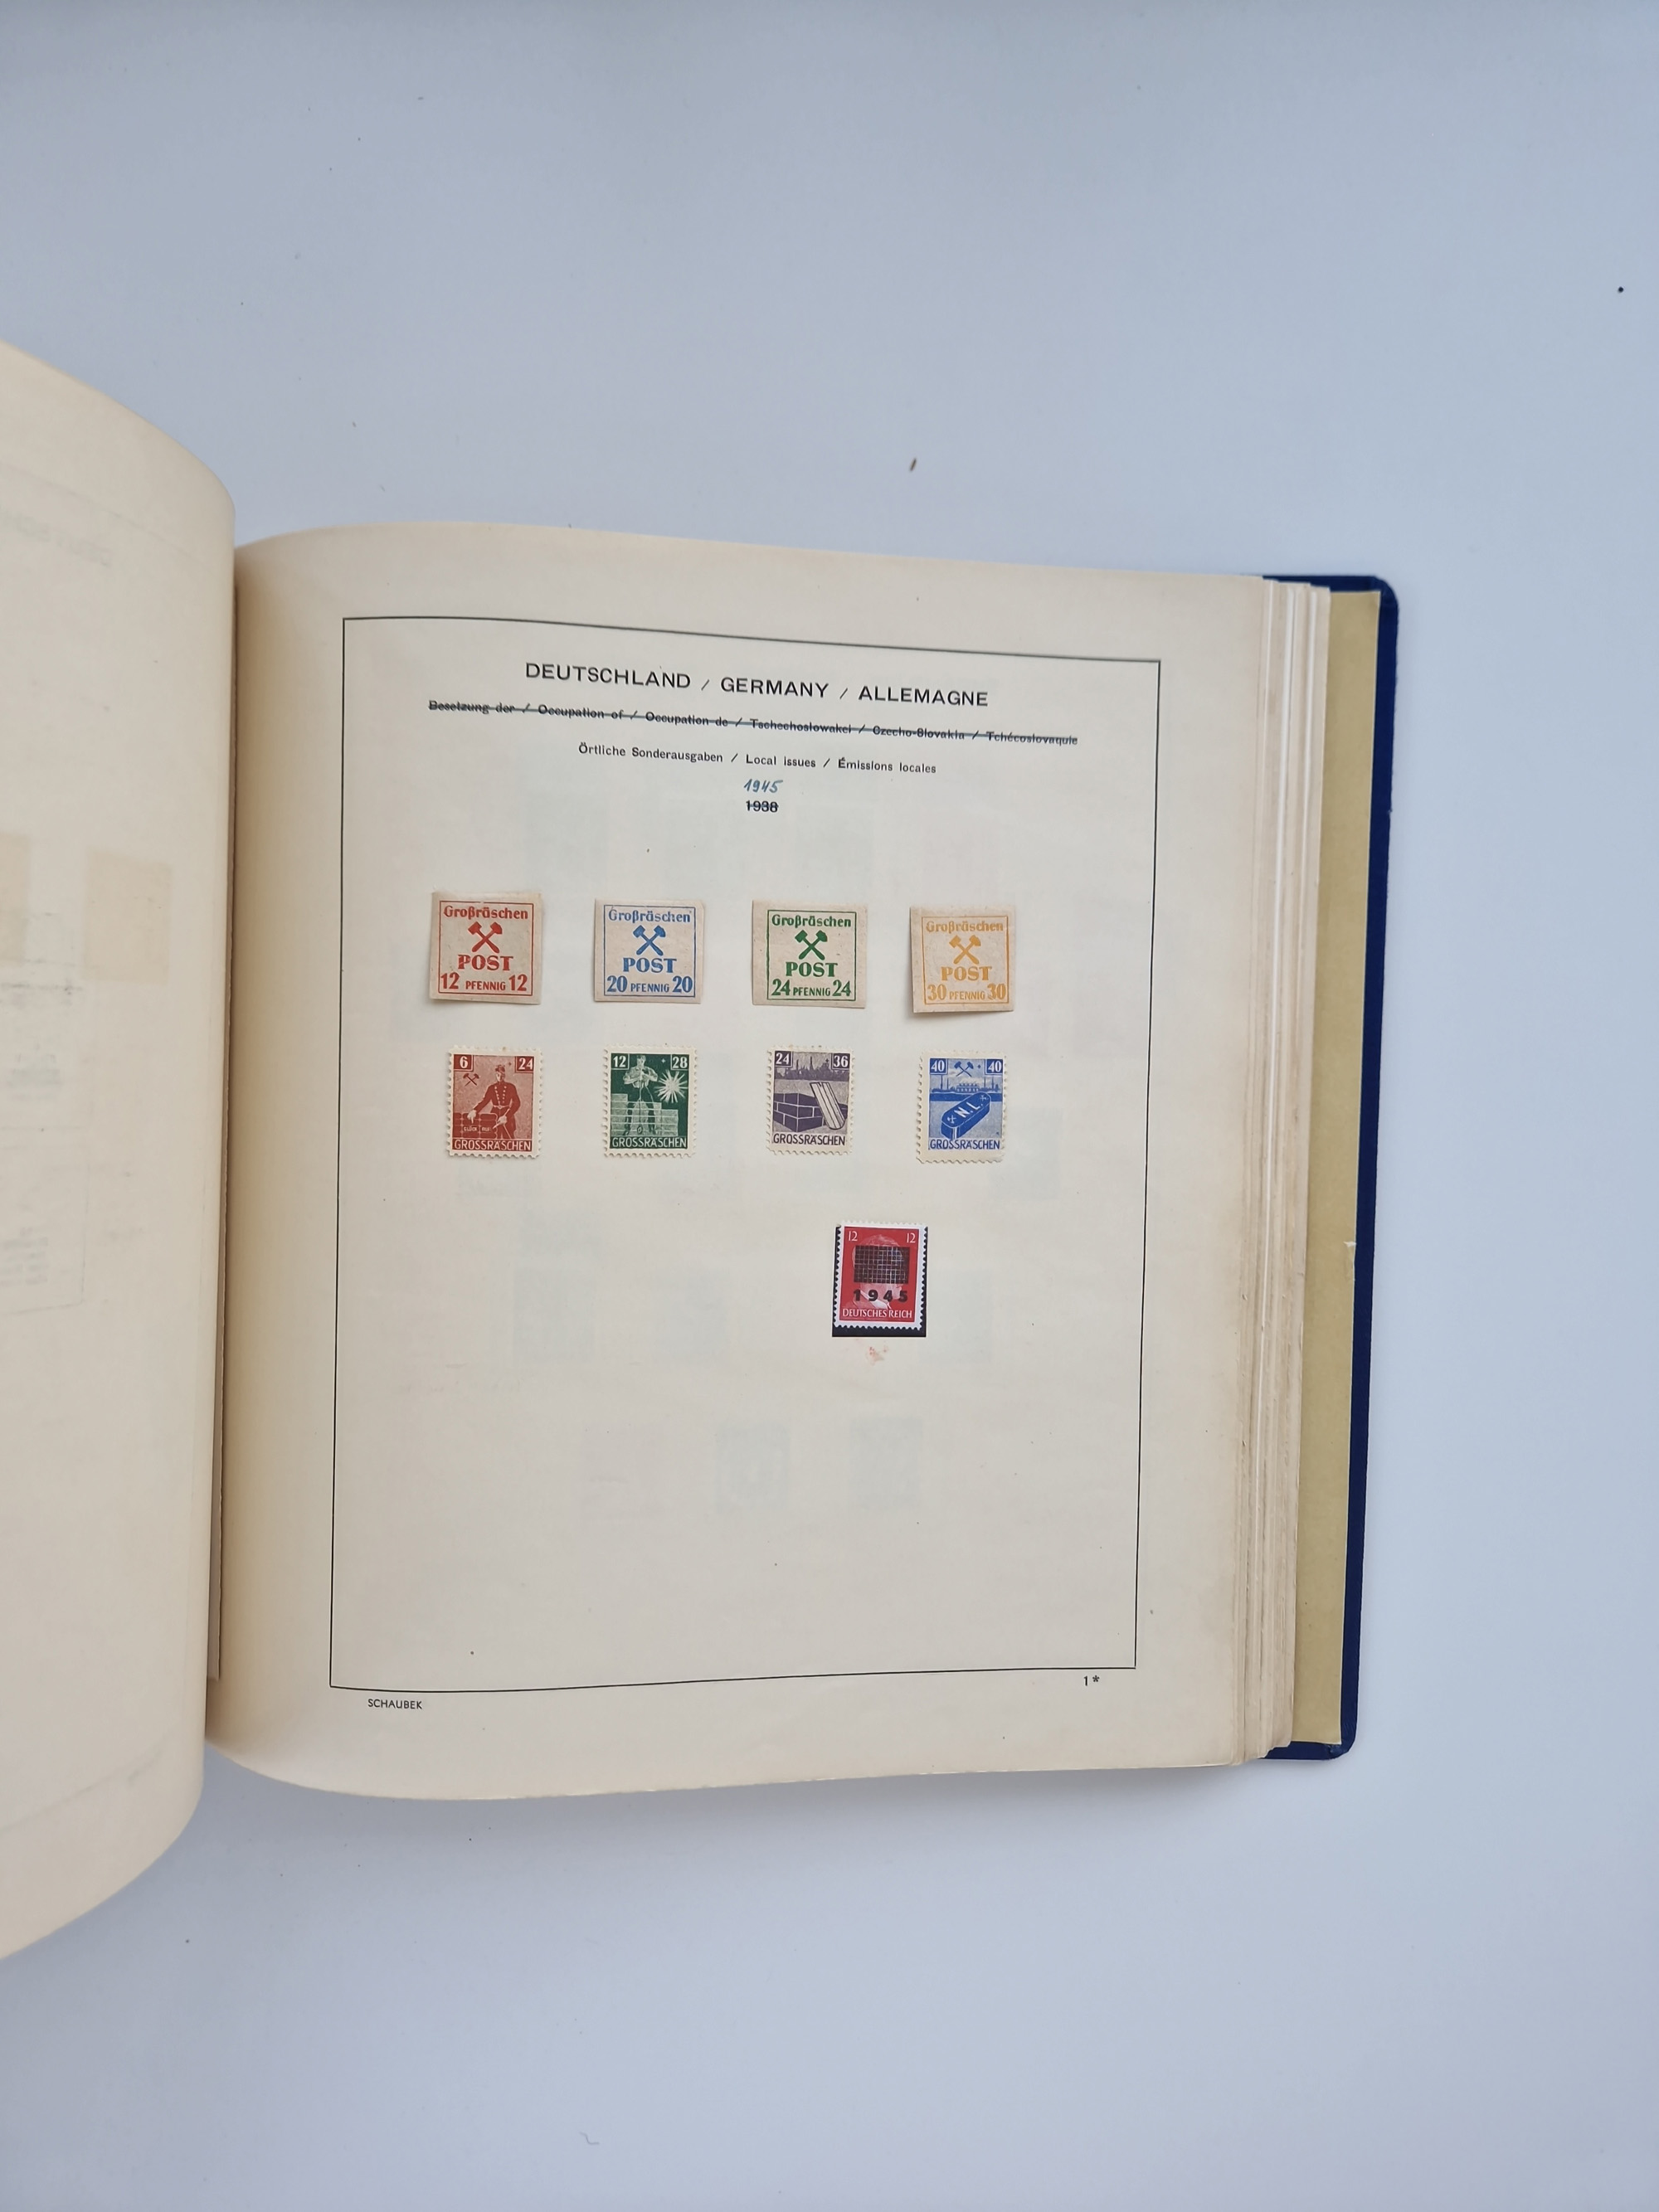 DEUTSCHLAND / GERMANY / ALLEMAGNE
Besetzung der / Occupation of / Occupation de / Tschechoslowakei / Czecho-Slovakia / Tchécoslovaquie
Örtliche Sonderausgaben / Local issues / Émissions locales
1945
1938
Großräschen
POST
12 PFENNIG 12
Großräschen
POST
20 PFENNIG 20
Großräschen
POST
24 PFENNIG 24
Großräschen
POST
30 PFENNIG 30
6 24
GROSSRÄSCHEN
12 28
GROSSRÄSCHEN
24 36
GROSSRÄSCHEN
40 40
N.L.
GROSSRÄSCHEN
12 12
1945
DEUTSCHES REICH
1*
SCHAUBEK